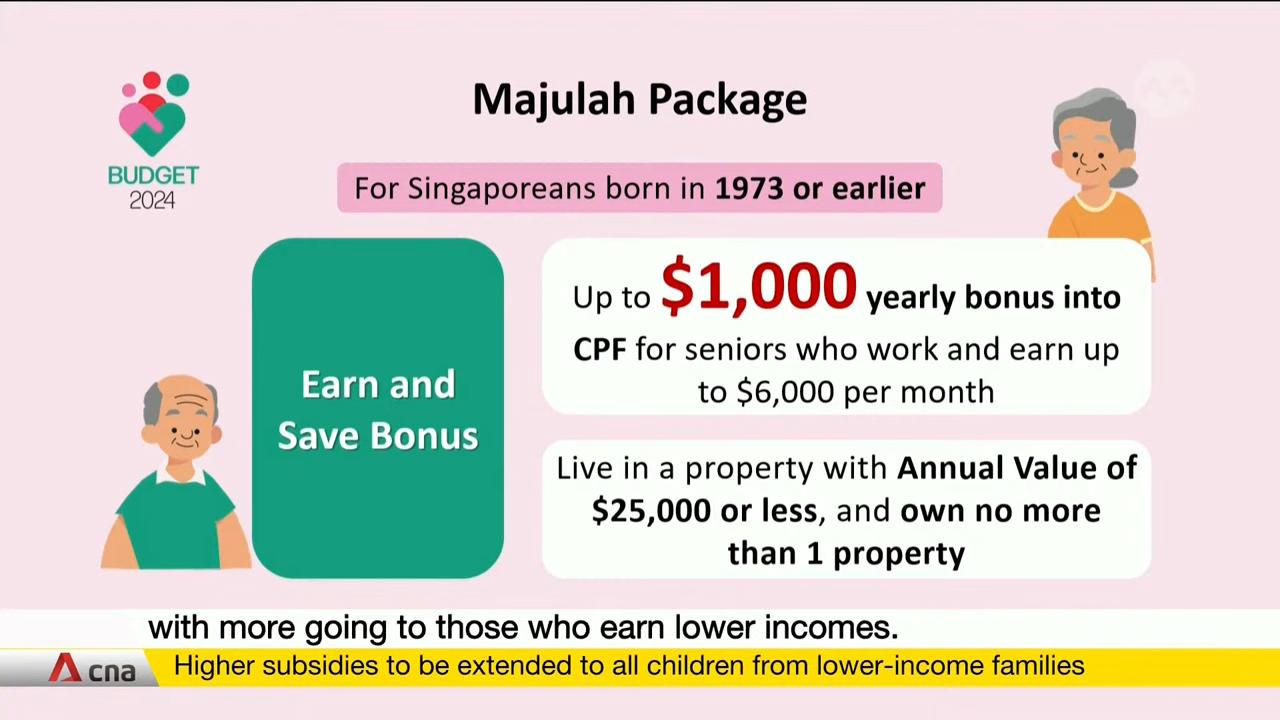 Majulah Package
BUDGET
2024
For Singaporeans born in 1973 or earlier
Earn and
Save Bonus
Up to $1,000 yearly bonus into
CPF for seniors who work and earn up
to $6,000 per month
Live in a property with Annual Value of
$25,000 or less, and own no more
than 1 property
with more going to those who earn lower incomes.
cna
Higher subsidies to be extended to all children from lower-income families